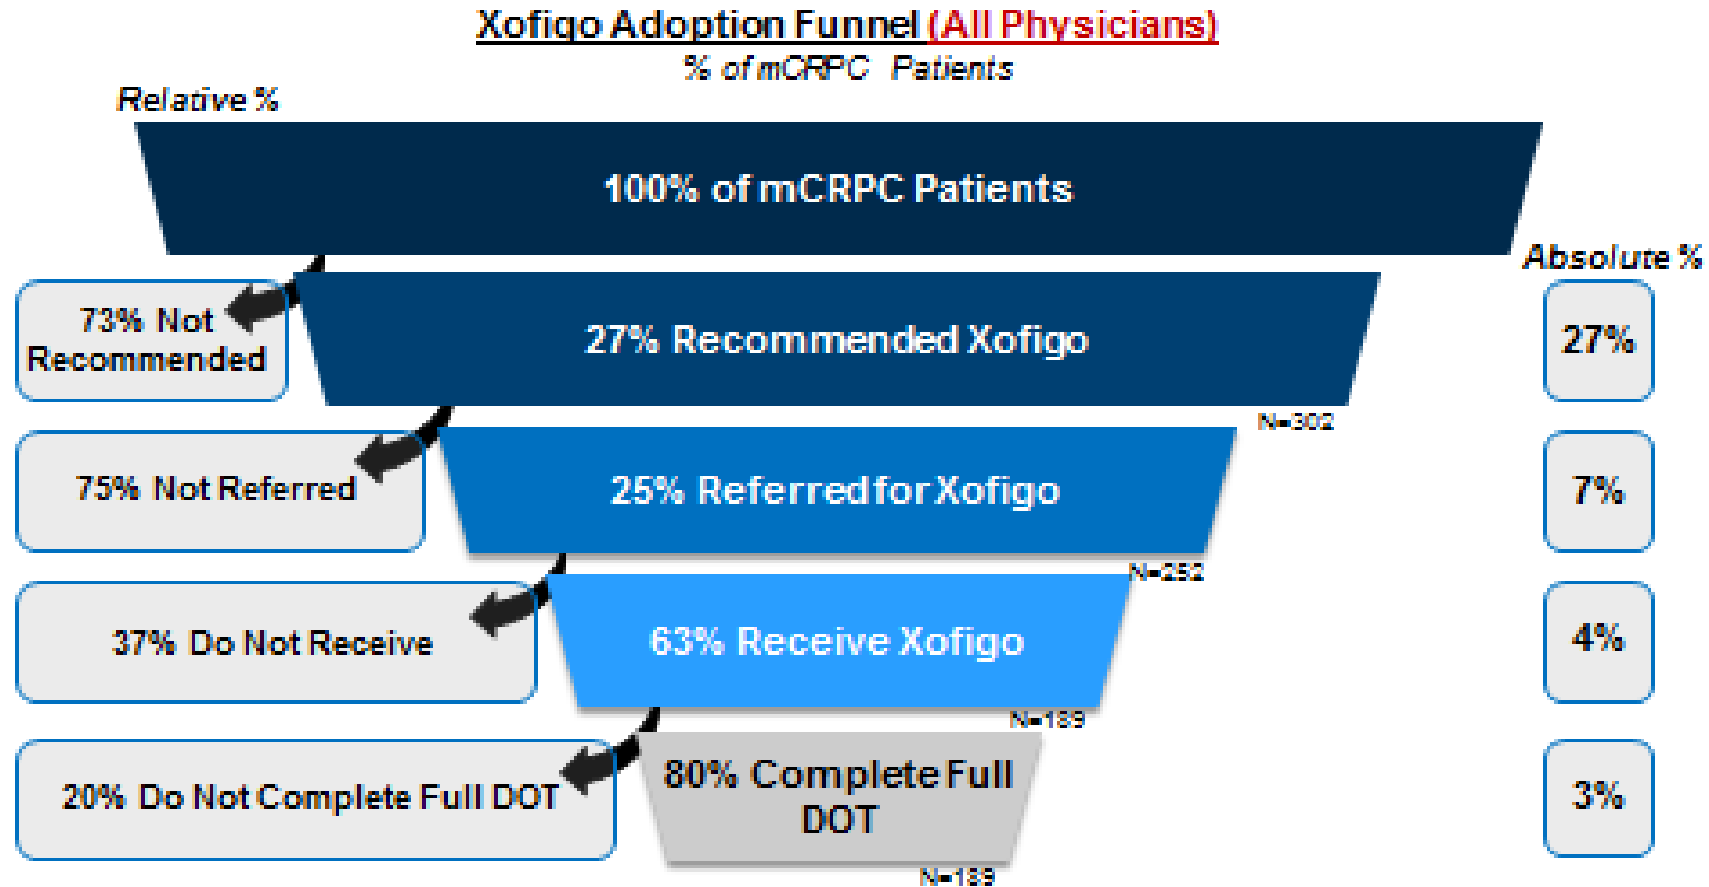 Xofigo Adoption Funnel (All Physicians)
% of mCRPC Patients
Relative %
100% of mCRPC Patients
Absolute %
73% Not
Recommended
27% Recommended Xofigo
27%
N=302
75% Not Referred
25% Referred for Xofigo
7%
N=252
37% Do Not Receive
63% Receive Xofigo
4%
N=189
20% Do Not Complete Full DOT
80% Complete Full
DOT
3%
N=189